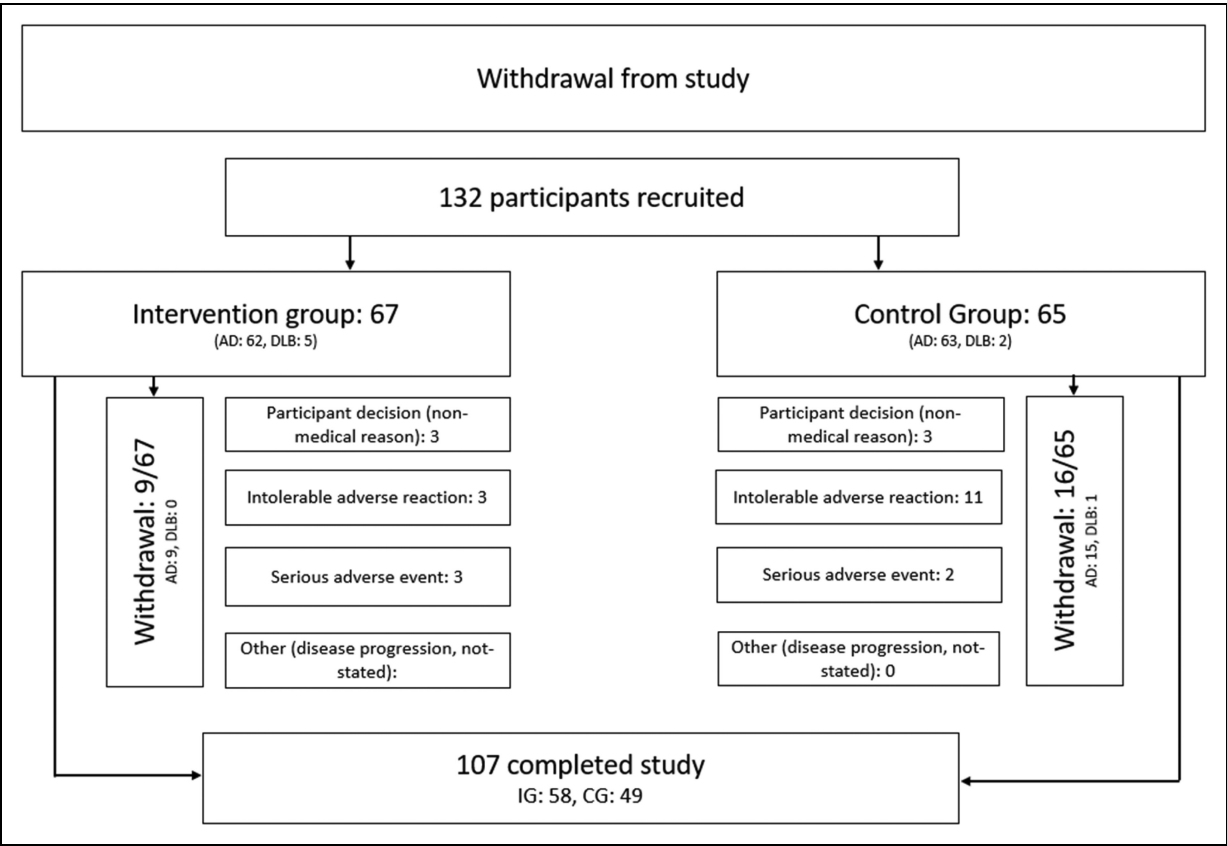 Withdrawal from study
132 participants recruited
Intervention group: 67
(AD: 62, DLB: 5)
Control Group: 65
(AD: 63, DLB: 2)
Withdrawal: 9/67
AD: 9, DLB: 0
Participant decision (non-
medical reason): 3
Intolerable adverse reaction: 3
Serious adverse event: 3
Other (disease progression, not-
stated):
Participant decision (non-
medical reason): 3
Intolerable adverse reaction: 11
Serious adverse event: 2
Other (disease progression, not-
stated): 0
Withdrawal: 16/65
AD: 15, DLB: 1
107 completed study
IG: 58, CG: 49